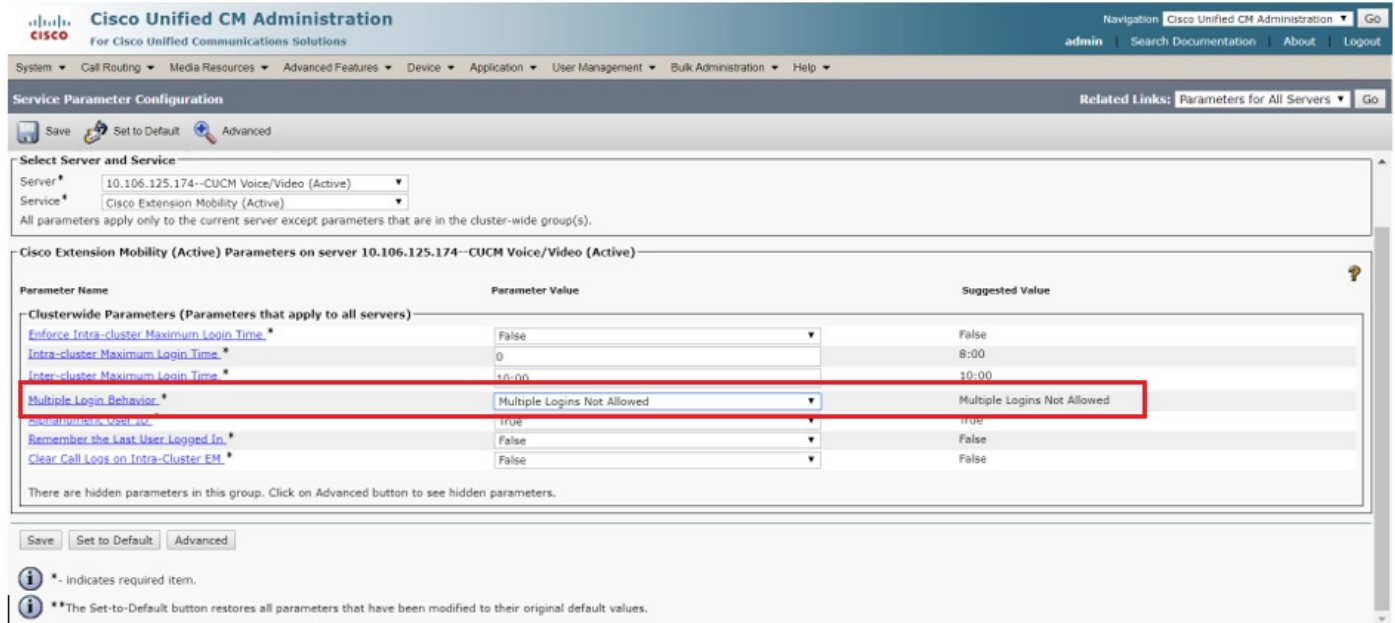 Cisco Unified CM Administration
For Cisco Unified Communications Solutions
CISCO
Navigation Cisco Unified CM Administration Go
admin Search Documentation About Logout
System Call Routing Media Resources Advanced Features Device Application User Management Bulk Administration Help
Service Parameter Configuration
Related Links: Parameters for All Servers Go
Save Set to Default Advanced
Select Server and Service
Server* 10.106.125.174--CUCM Voice/Video (Active)
Service* Cisco Extension Mobility (Active)
All parameters apply only to the current server except parameters that are in the cluster-wide group(s).
Cisco Extension Mobility (Active) Parameters on server 10.106.125.174--CUCM Voice/Video (Active)
?
Parameter Name Parameter Value Suggested Value
Clusterwide Parameters (Parameters that apply to all servers)
Enforce Intra-cluster Maximum Login Time * False False
Intra-cluster Maximum Login Time * 0 8:00
Inter-cluster Maximum Login Time * 10:00 10:00
Multiple Login Behavior * Multiple Logins Not Allowed Multiple Logins Not Allowed
Alphanumeric User ID * True True
Remember the Last User Logged In * False False
Clear Call Logs on Intra-Cluster EM * False False
There are hidden parameters in this group. Click on Advanced button to see hidden parameters.
Save Set to Default Advanced
i *- indicates required item.
i **The Set-to-Default button restores all parameters that have been modified to their original default values.